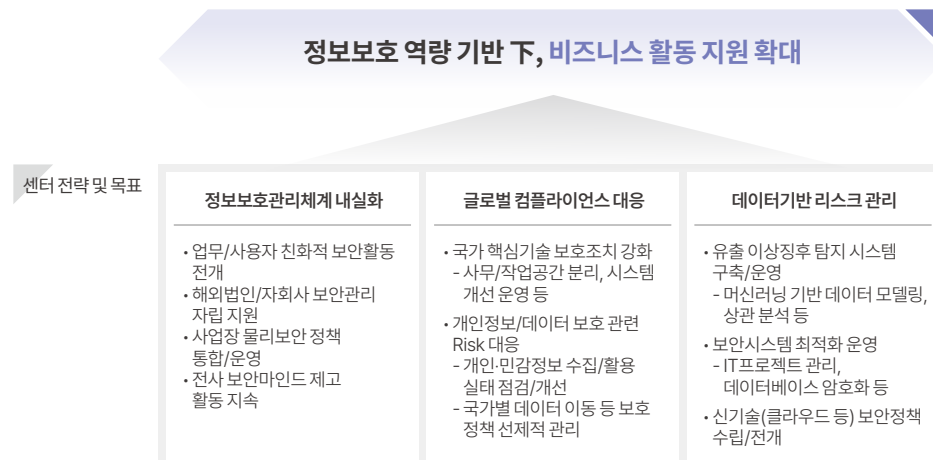 정보보호 역량 기반 下, 비즈니스 활동 지원 확대
센터 전략 및 목표
정보보호관리체계 내실화
• 업무/사용자 친화적 보안활동
전개
• 해외법인/자회사 보안관리
자립 지원
• 사업장 물리보안 정책
통합/운영
• 전사 보안마인드 제고
활동 지속
글로벌 컴플라이언스 대응
• 국가 핵심기술 보호조치 강화
- 사무/작업공간 분리, 시스템
개선 운영 등
• 개인정보/데이터 보호 관련
Risk 대응
- 개인·민감정보 수집/활용
실태 점검/개선
- 국가별 데이터 이동 등 보호
정책 선제적 관리
데이터기반 리스크 관리
• 유출 이상징후 탐지 시스템
구축/운영
- 머신러닝 기반 데이터 모델링,
상관 분석 등
• 보안시스템 최적화 운영
- IT프로젝트 관리,
데이터베이스 암호화 등
• 신기술(클라우드 등) 보안정책
수립/전개